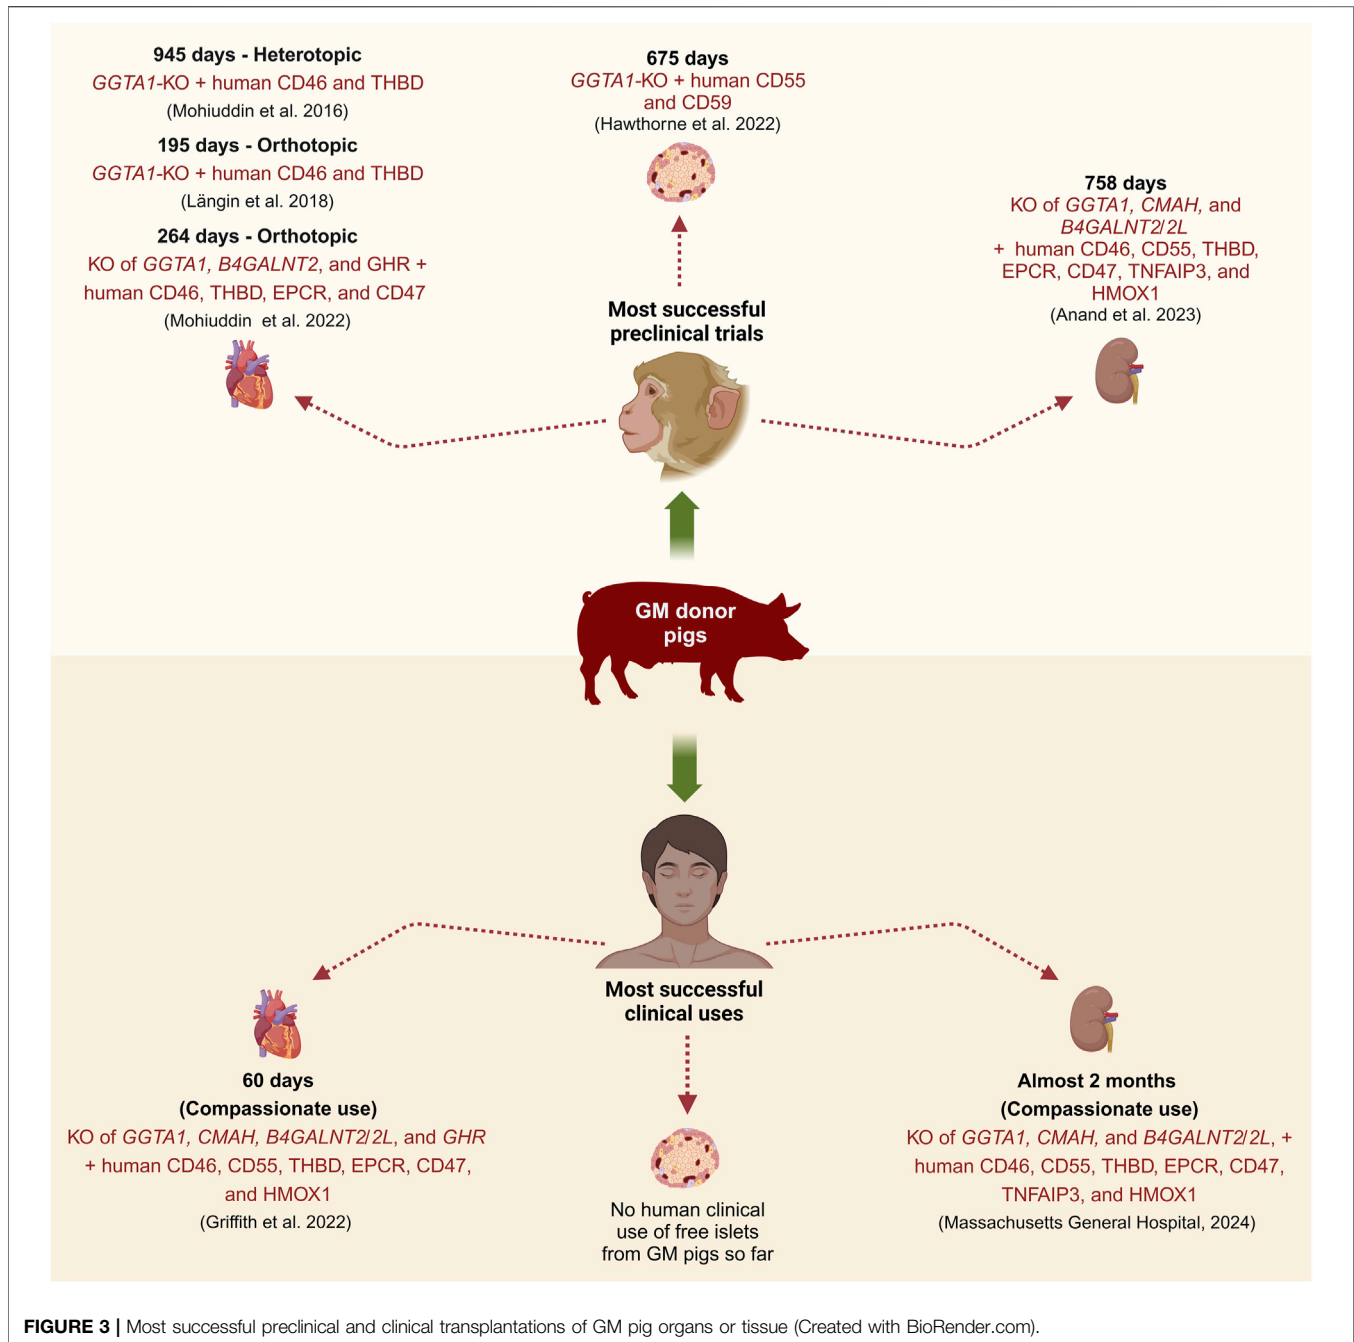 945 days - Heterotopic
GGTA1-KO + human CD46 and THBD
(Mohiuddin et al. 2016)
195 days - Orthotopic
GGTA1-KO + human CD46 and THBD
(Längin et al. 2018)
264 days - Orthotopic
KO of GGTA1, B4GALNT2, and GHR +
human CD46, THBD, EPCR, and CD47
(Mohiuddin et al. 2022)
675 days
GGTA1-KO + human CD55
and CD59
(Hawthorne et al. 2022)
758 days
KO of GGTA1, CMAH, and
B4GALNT2/2L
+ human CD46, CD55, THBD,
EPCR, CD47, TNFAIP3, and
HMOX1
(Anand et al. 2023)
Most successful
preclinical trials
GM donor
pigs
Most successful
clinical uses
60 days
(Compassionate use)
KO of GGTA1, CMAH, B4GALNT2/2L, and GHR
+ human CD46, CD55, THBD, EPCR, CD47,
and HMOX1
(Griffith et al. 2022)
No human clinical
use of free islets
from GM pigs so far
Almost 2 months
(Compassionate use)
KO of GGTA1, CMAH, and B4GALNT2/2L, +
human CD46, CD55, THBD, EPCR, CD47,
TNFAIP3, and HMOX1
(Massachusetts General Hospital, 2024)
FIGURE 3 | Most successful preclinical and clinical transplantations of GM pig organs or tissue (Created with BioRender.com).